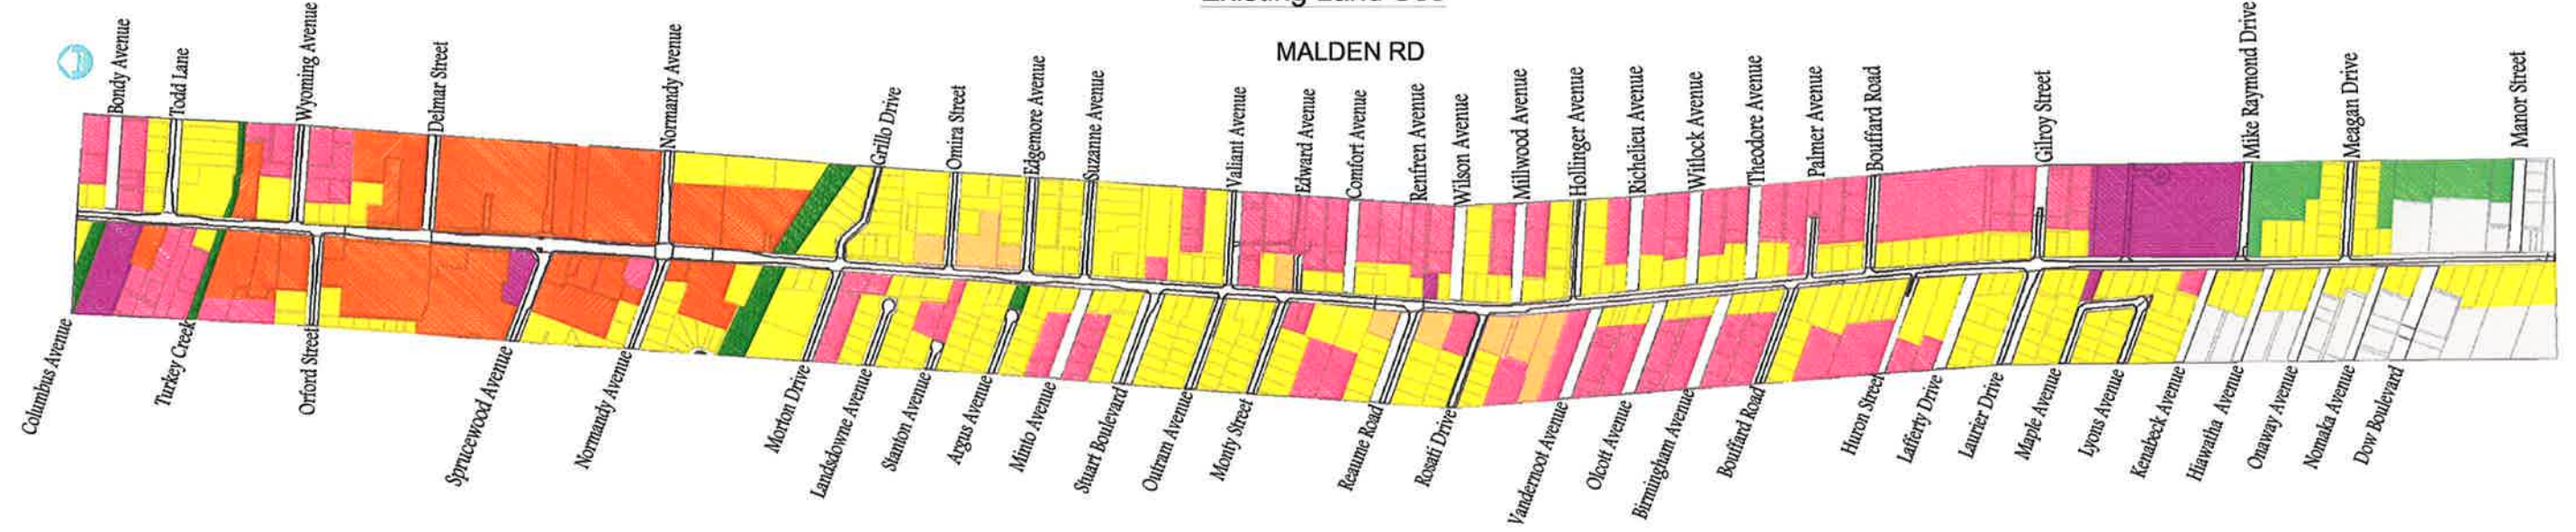 Existing Land Use
MALDEN RD
Bondy Avenue
Todd Lane
Wyoming Avenue
Delmar Street
Normandy Avenue
Grillo Drive
Omira Street
Edgemore Avenue
Suzanne Avenue
Valiant Avenue
Edward Avenue
Comfort Avenue
Renfren Avenue
Wilson Avenue
Millwood Avenue
Hollinger Avenue
Richelieu Avenue
Witlock Avenue
Theodore Avenue
Palmer Avenue
Bouffard Road
Gilroy Street
Mike Raymond Drive
Meagan Drive
Manor Street
Columbus Avenue
Turkey Creek
Orford Street
Sprucewood Avenue
Normandy Avenue
Morton Drive
Landsdowne Avenue
Stanton Avenue
Argus Avenue
Minto Avenue
Stuart Boulevard
Outram Avenue
Monty Street
Reaume Road
Rosati Drive
Vandernoot Avenue
Olcott Avenue
Birmingham Avenue
Bouffard Road
Huron Street
Lafferty Drive
Laurier Drive
Maple Avenue
Lyons Avenue
Kenabeck Avenue
Hiawatha Avenue
Onaway Avenue
Nomaka Avenue
Dow Boulevard